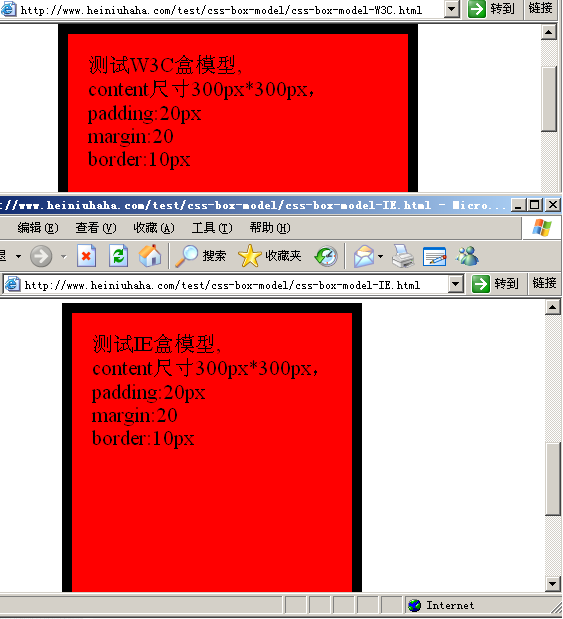 http://www.heiniuhaha.com/test/css-box-model/css-box-model-W3C.html 转到 链接
测试W3C盒模型,
content尺寸300px*300px，
padding:20px
margin:20
border:10px
://www.heiniuhaha.com/test/css-box-model/css-box-model-IE.html - Micro...
编辑(E) 查看(V) 收藏(A) 工具(T) 帮助(H)
退 搜索 收藏夹
http://www.heiniuhaha.com/test/css-box-model/css-box-model-IE.html 转到 链接
测试IE盒模型,
content尺寸300px*300px，
padding:20px
margin:20
border:10px
Internet